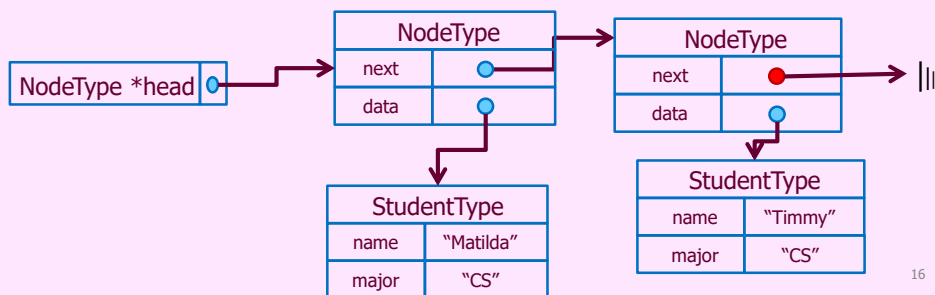 NodeType *head
NodeType
next
data
NodeType
next
data
StudentType
name “Matilda”
major “CS”
StudentType
name “Timmy”
major “CS”
16